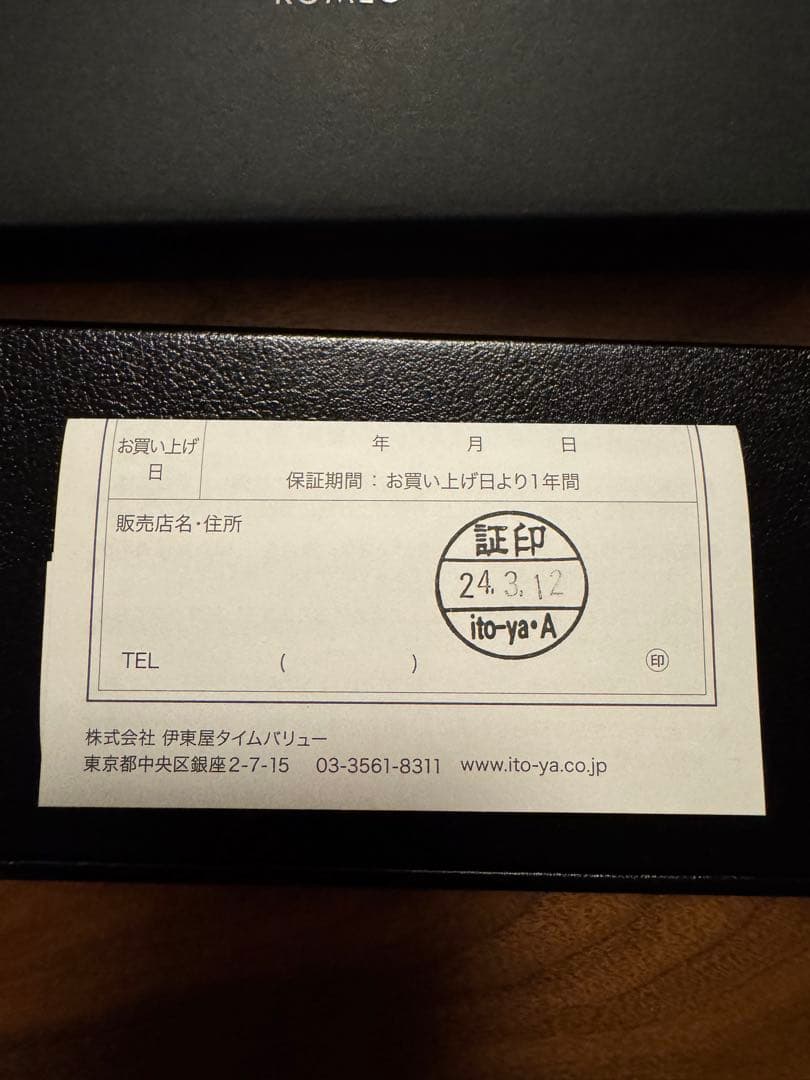 ROMEO
お買い上げ日
年 月 日
保証期間：お買い上げ日より1年間
販売店名・住所
証印
24.3.12
ito-ya・A
TEL ( ) 印
株式会社 伊東屋タイムバリュー
東京都中央区銀座2-7-15 03-3561-8311 www.ito-ya.co.jp